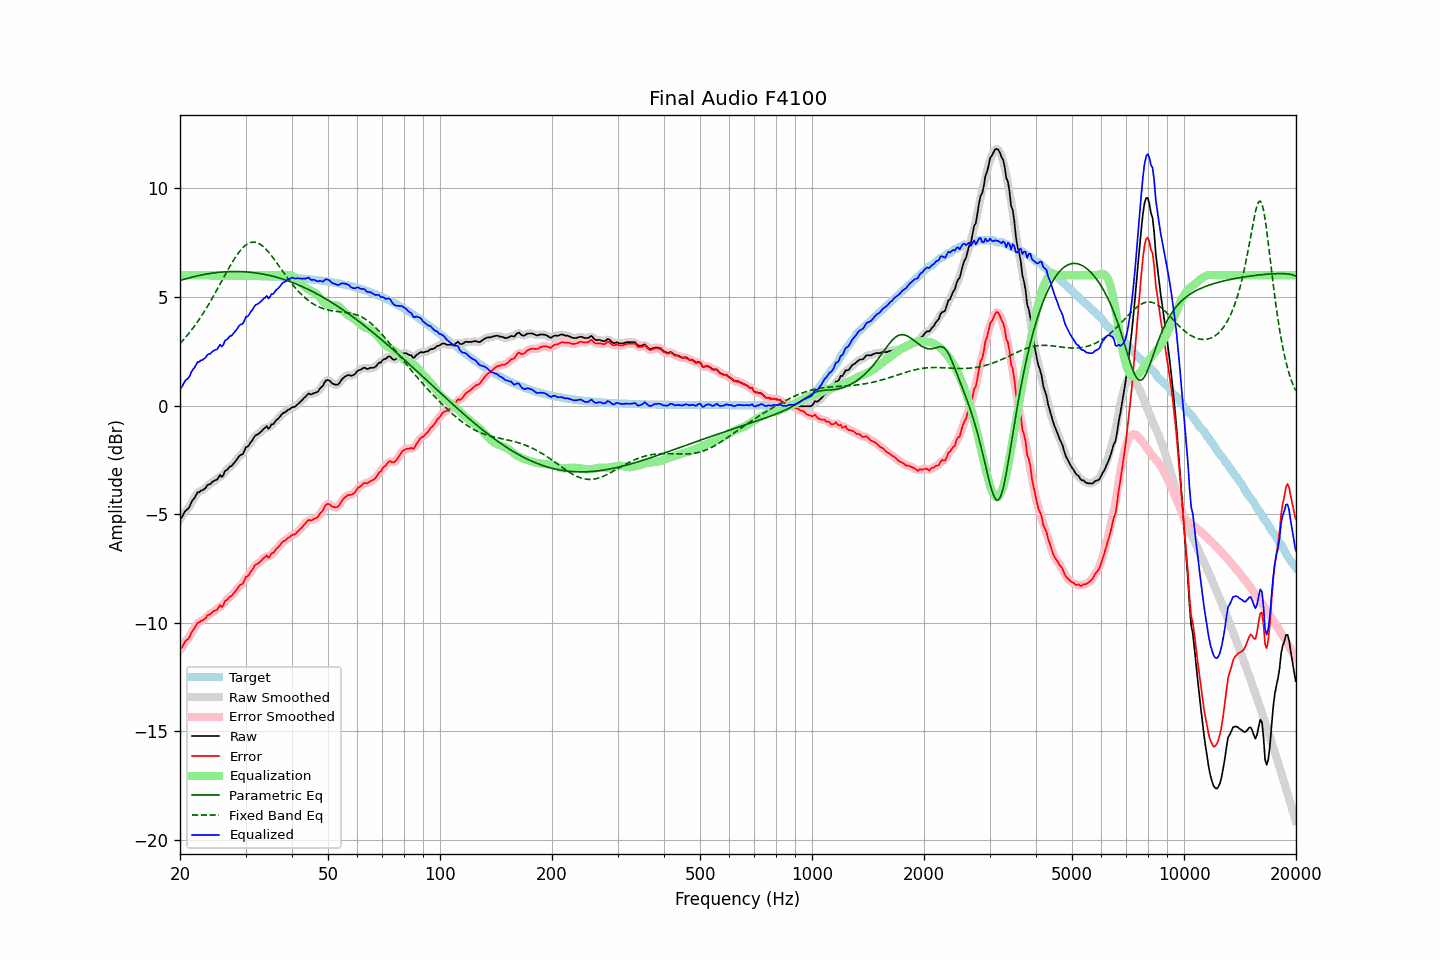 Final Audio F4100
Amplitude (dBr)
10
5
0
−5
−10
−15
−20
Target
Raw Smoothed
Error Smoothed
Raw
Error
Equalization
Parametric Eq
Fixed Band Eq
Equalized
20 50 100 200 500 1000 2000 5000 10000 20000
Frequency (Hz)